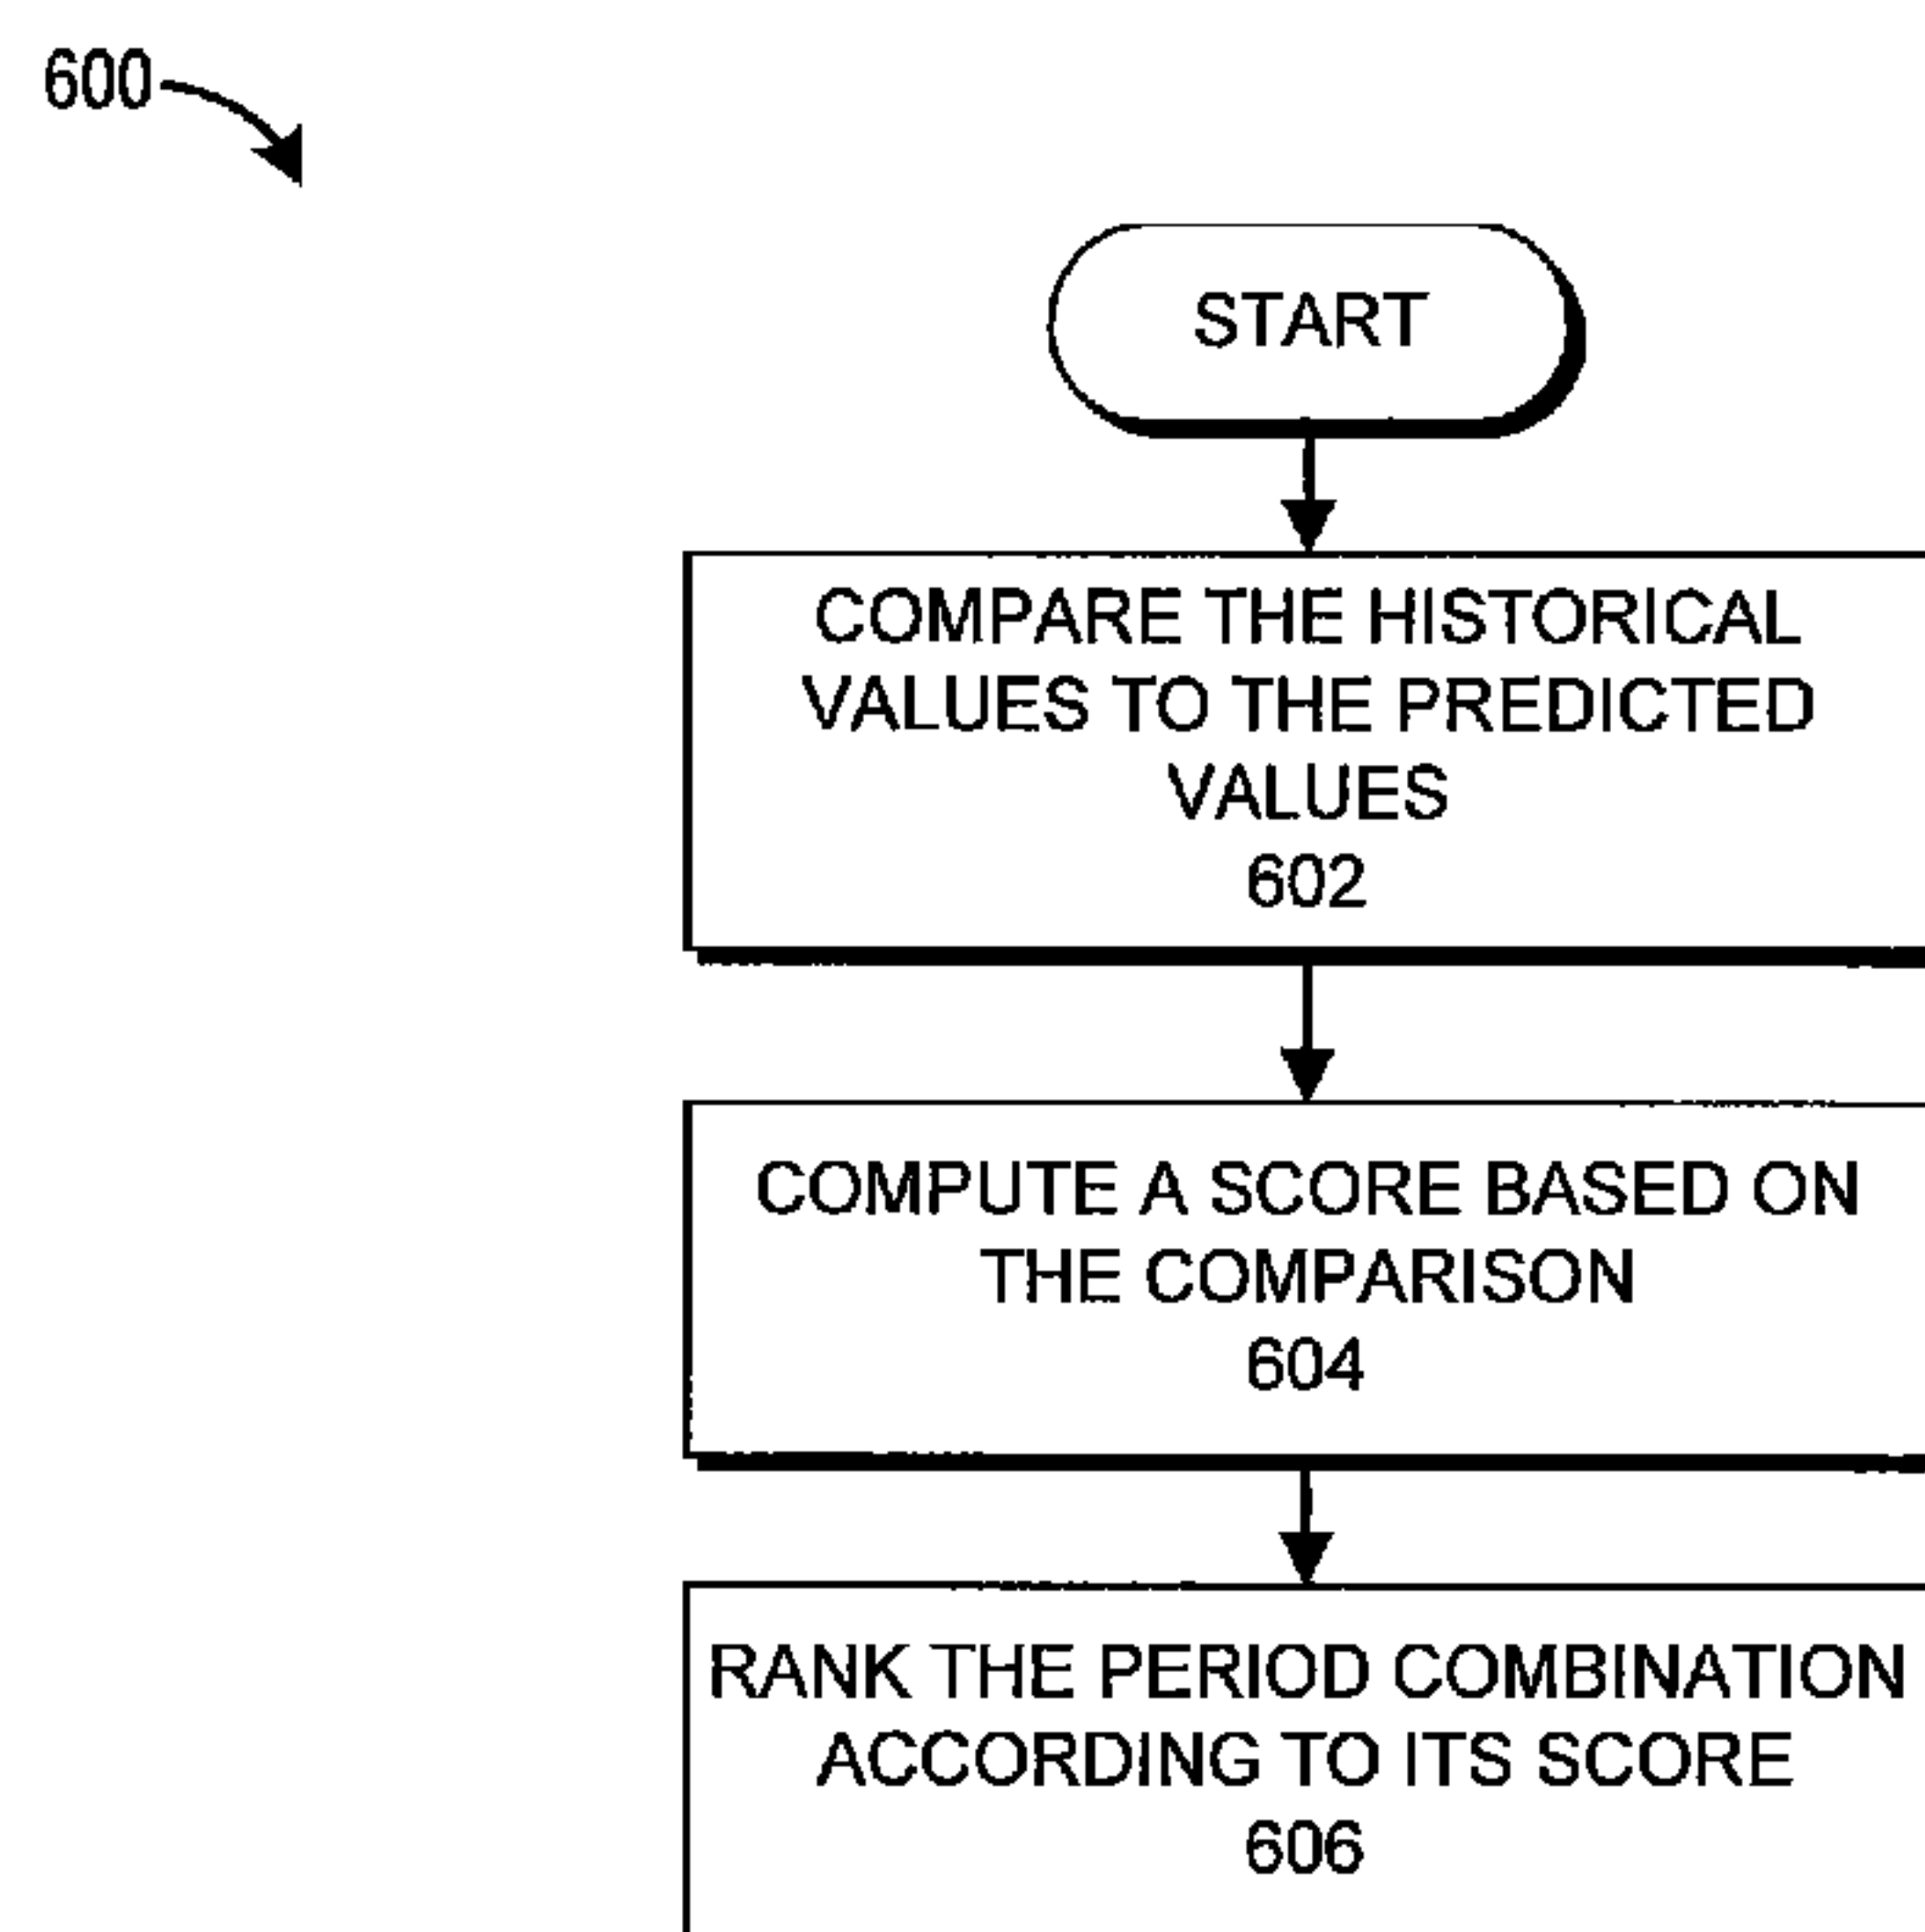 600
START
COMPARE THE HISTORICAL
VALUES TO THE PREDICTED
VALUES
602
COMPUTE A SCORE BASED ON
THE COMPARISON
604
RANK THE PERIOD COMBINATION
ACCORDING TO ITS SCORE
606